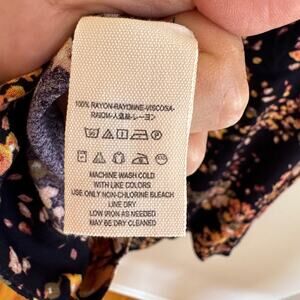 100% RAYON-RAYONNE-VISCOSA-
RAION-人造絲-レーヨン
MACHINE WASH COLD
WITH LIKE COLORS
USE ONLY NON-CHLORINE BLEACH
LINE DRY
LOW IRON AS NEEDED
MAY BE DRY CLEANED